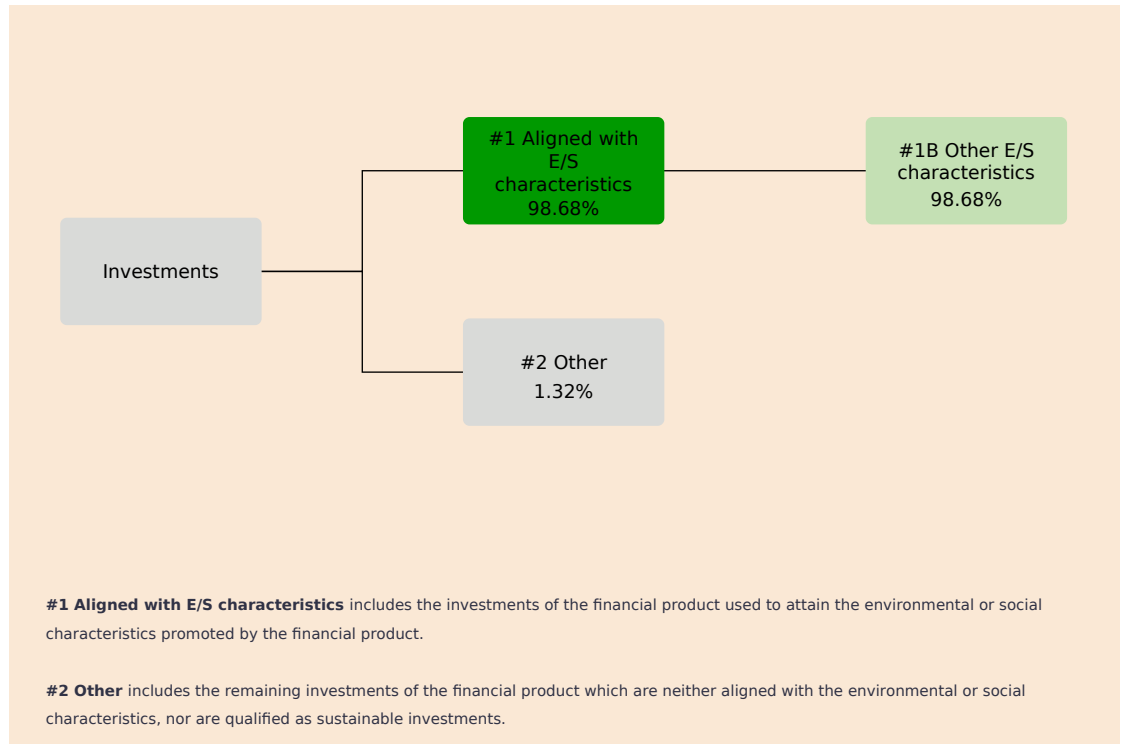 #1 Aligned with
E/S
characteristics
98.68%
#1B Other E/S
characteristics
98.68%
Investments
#2 Other
1.32%
#1 Aligned with E/S characteristics includes the investments of the financial product used to attain the environmental or social
characteristics promoted by the financial product.
#2 Other includes the remaining investments of the financial product which are neither aligned with the environmental or social
characteristics, nor are qualified as sustainable investments.